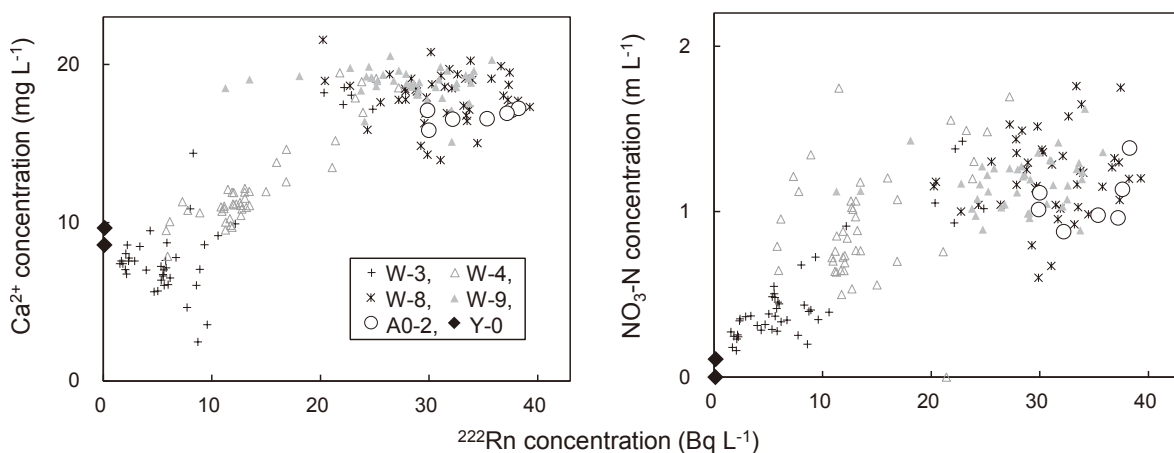 Ca²⁺ concentration (mg L⁻¹)
20
10
0
0 10 20 30 40
+ W-3, △ W-4,
W-8, ▲ W-9,
○ A0-2, ◆ Y-0
NO₃-N concentration (m L⁻¹)
2
1
0
0 10 20 30 40
²²²Rn concentration (Bq L⁻¹)